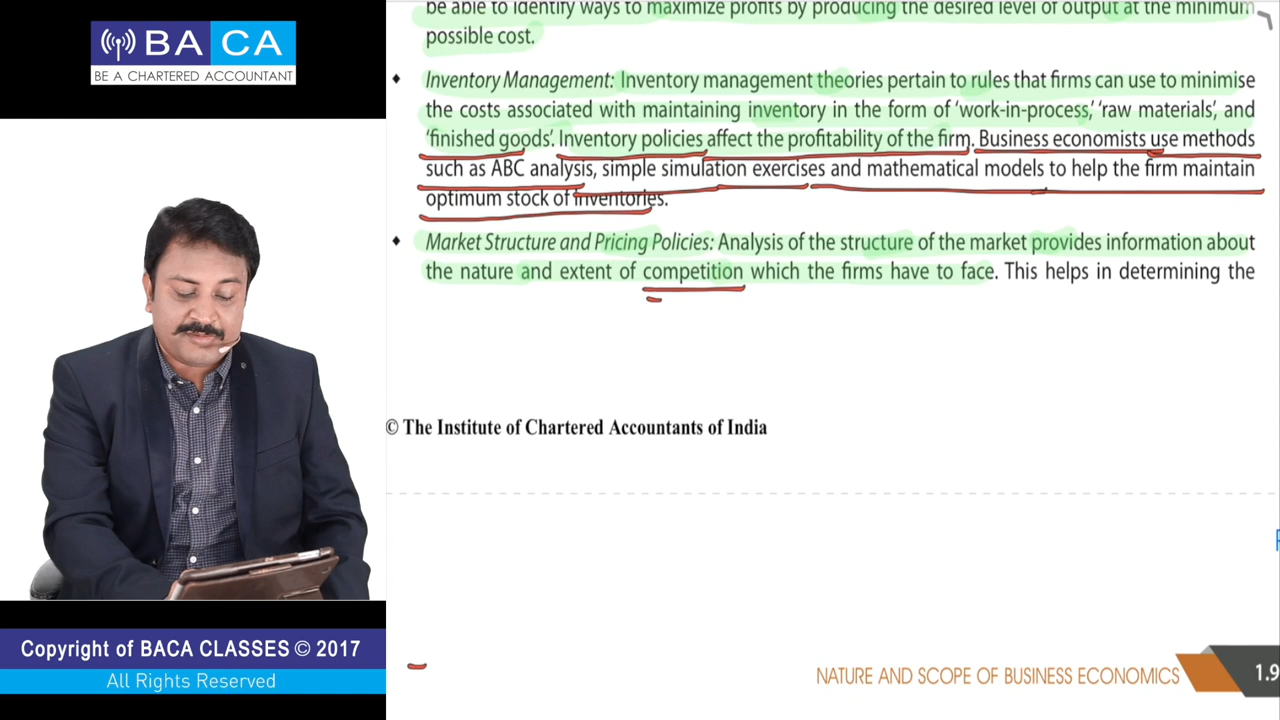 BA CA
BE A CHARTERED ACCOUNTANT
be able to identify ways to maximize profits by producing the desired level of output at the minimum
possible cost.
♦ Inventory Management: Inventory management theories pertain to rules that firms can use to minimise
the costs associated with maintaining inventory in the form of ‘work-in-process,’ ‘raw materials’, and
‘finished goods’. Inventory policies affect the profitability of the firm. Business economists use methods
such as ABC analysis, simple simulation exercises and mathematical models to help the firm maintain
optimum stock of inventories.
♦ Market Structure and Pricing Policies: Analysis of the structure of the market provides information about
the nature and extent of competition which the firms have to face. This helps in determining the
© The Institute of Chartered Accountants of India
Copyright of BACA CLASSES © 2017
All Rights Reserved
NATURE AND SCOPE OF BUSINESS ECONOMICS 1.9